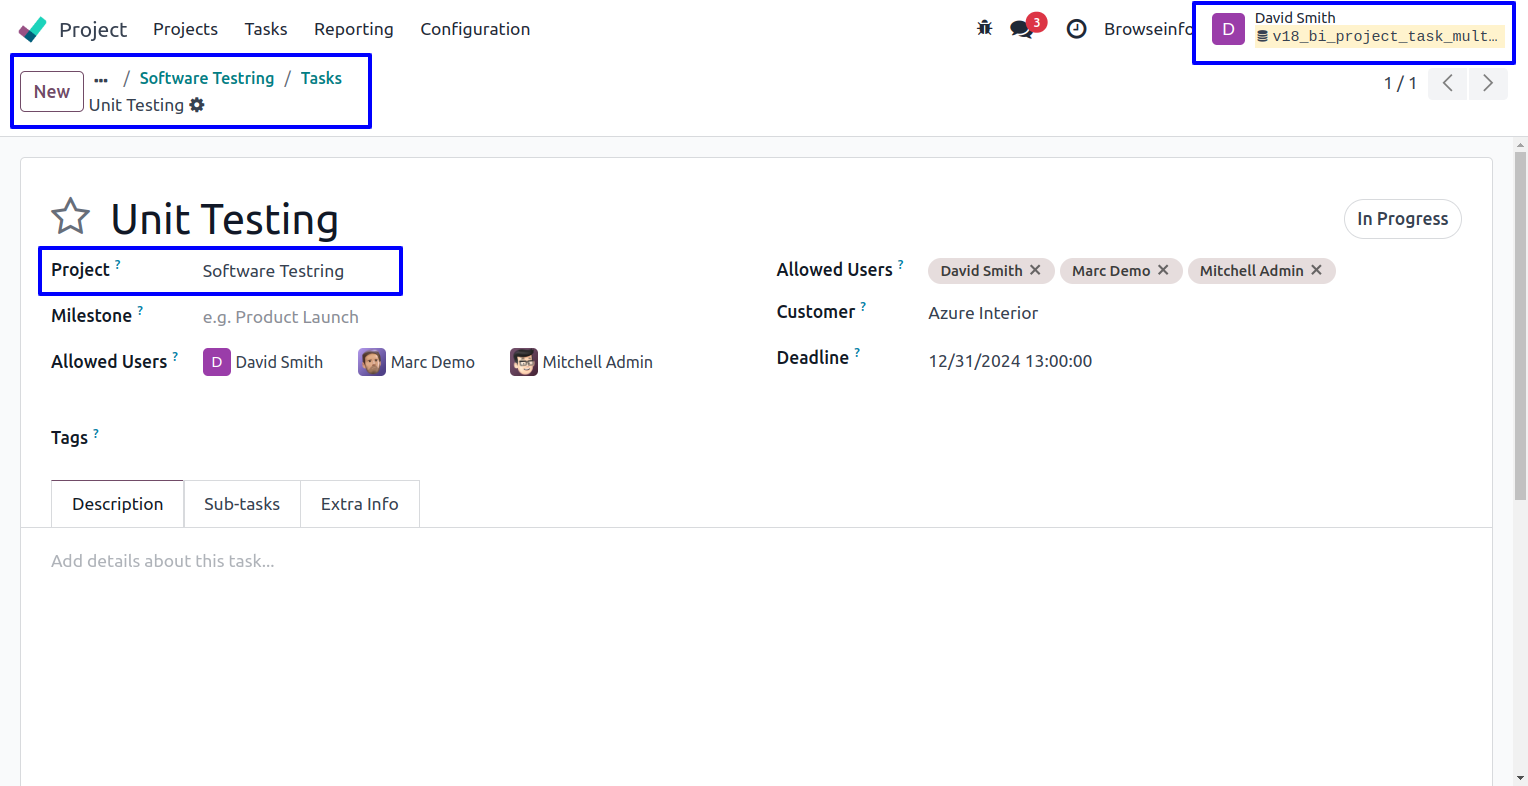 Project Projects Tasks Reporting Configuration 3 Browseinfo David Smith
v18_bi_project_task_mult…
New … / Software Testring / Tasks
Unit Testing
1 / 1
Unit Testing
In Progress
Project ? Software Testring
Allowed Users ? David Smith × Marc Demo × Mitchell Admin ×
Milestone ? e.g. Product Launch
Customer ? Azure Interior
Allowed Users ? D David Smith Marc Demo Mitchell Admin
Deadline ? 12/31/2024 13:00:00
Tags ?
Description Sub-tasks Extra Info
Add details about this task...